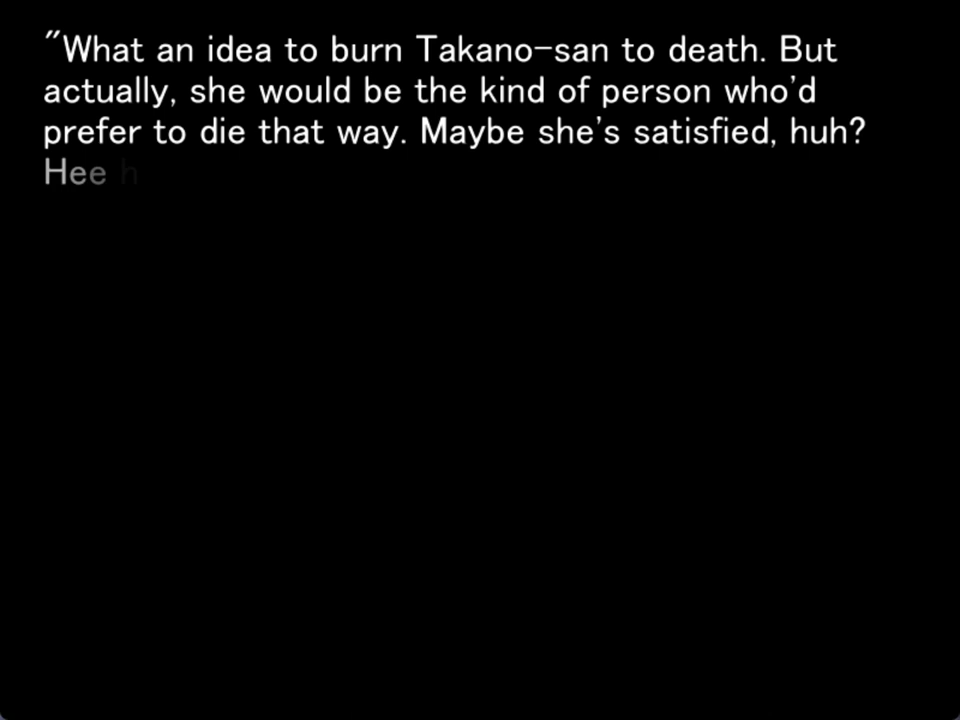 "What an idea to burn Takano-san to death. But
actually, she would be the kind of person who'd
prefer to die that way. Maybe she's satisfied, huh?
Hee h